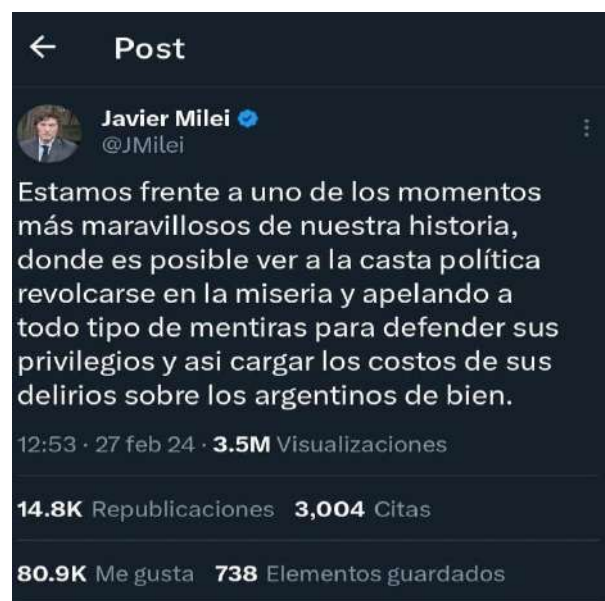 Post
Javier Milei
@JMilei
Estamos frente a uno de los momentos
más maravillosos de nuestra historia,
donde es posible ver a la casta política
revolcarse en la miseria y apelando a
todo tipo de mentiras para defender sus
privilegios y asi cargar los costos de sus
delirios sobre los argentinos de bien.
12:53 · 27 feb 24 · 3.5M Visualizaciones
14.8K Republicaciones 3,004 Citas
80.9K Me gusta 738 Elementos guardados